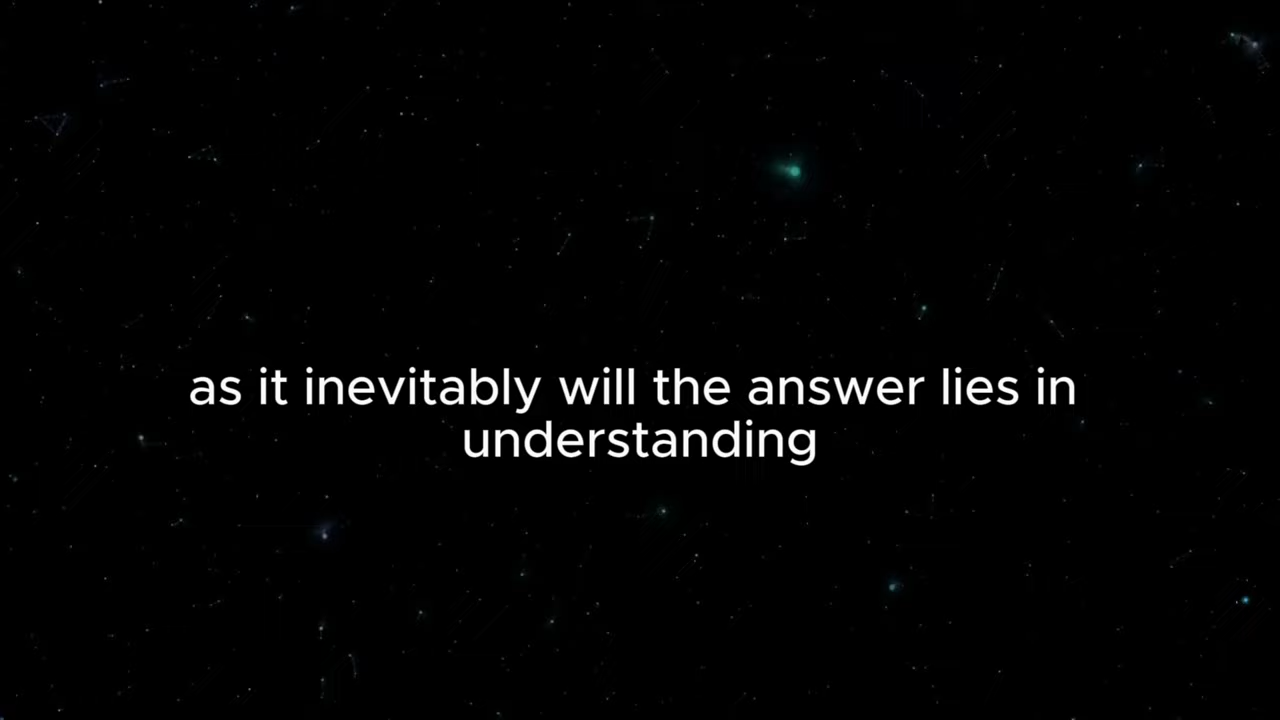 as it inevitably will the answer lies in
understanding